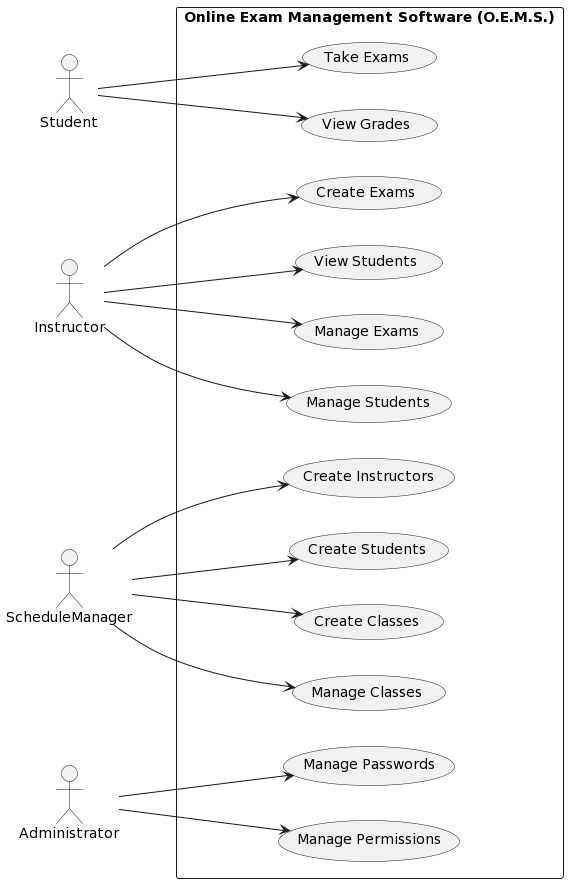 Online Exam Management Software (O.E.M.S.)
Take Exams
Student
View Grades
Create Exams
View Students
Instructor
Manage Exams
Manage Students
Create Instructors
Create Students
ScheduleManager
Create Classes
Manage Classes
Manage Passwords
Administrator
Manage Permissions